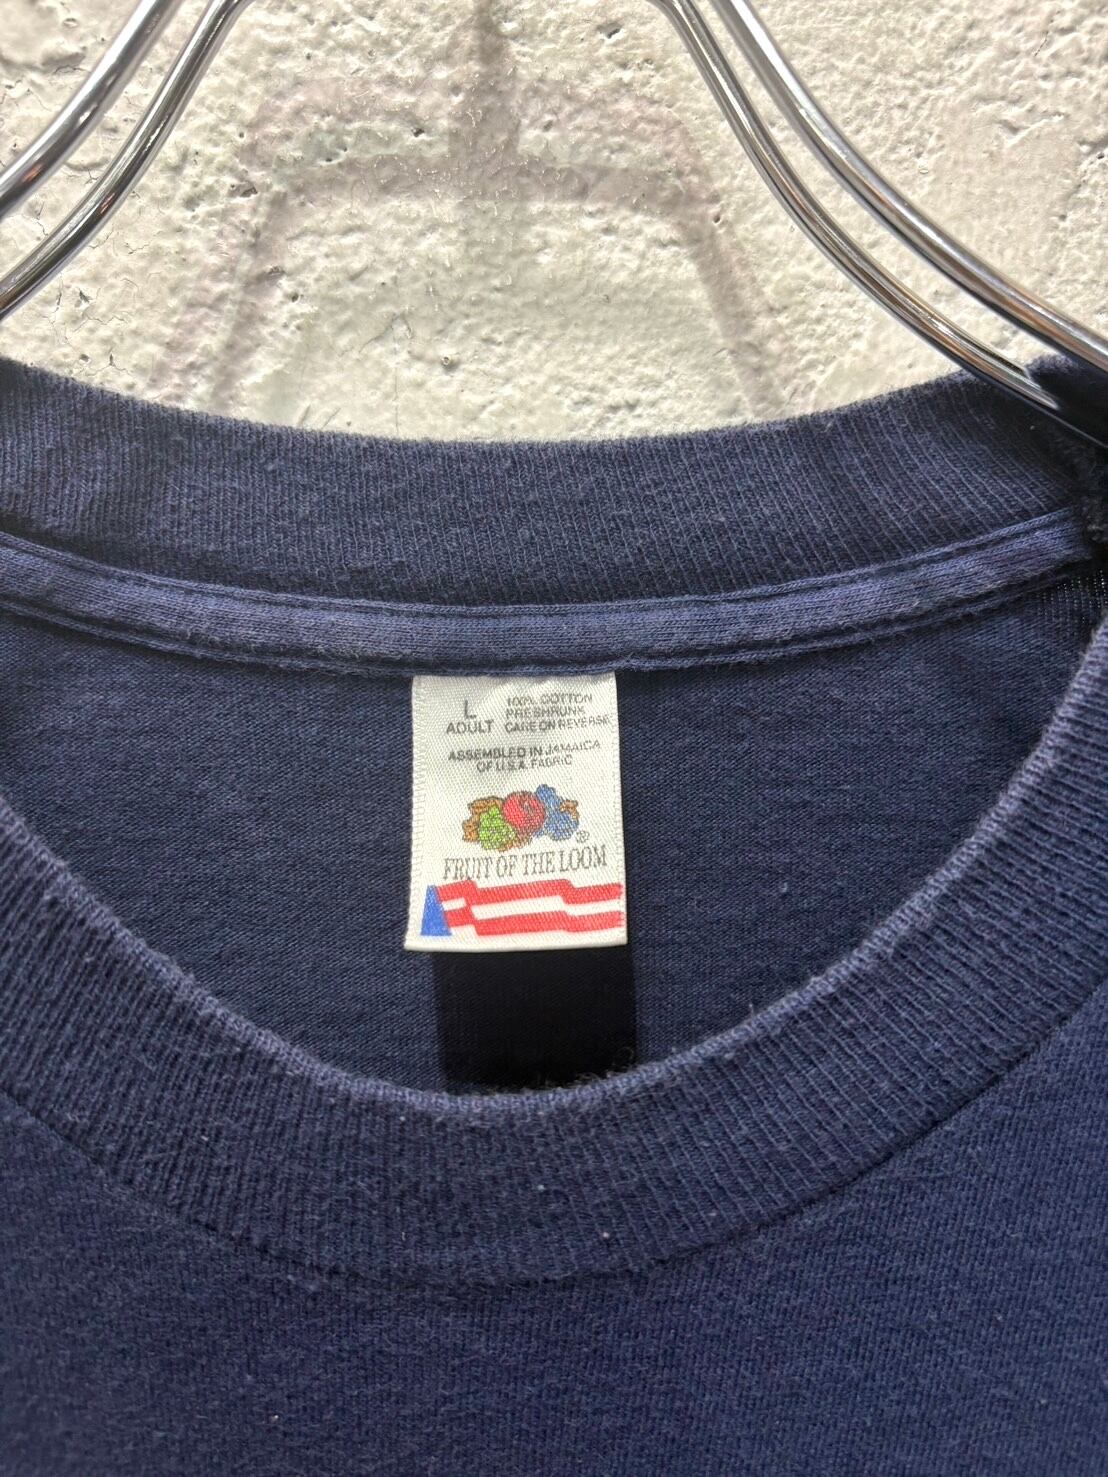 L 100% COTTON
PRESHRUNK
ADULT CARE ON REVERSE
ASSEMBLED IN JAMAICA
OF U.S.A. FABRIC
®
FRUIT OF THE LOOM